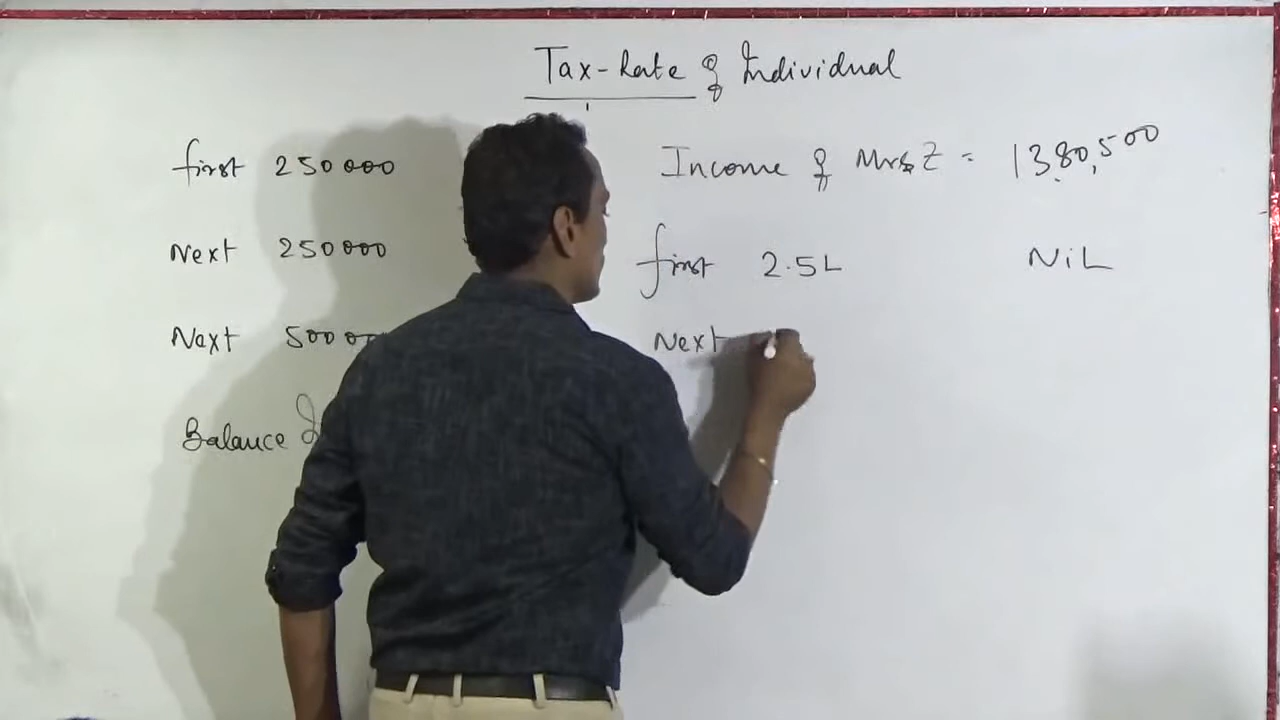 Tax-Rate of Individual
first 250000
Next 250000
Next 50000
Balance
Income of Mrs Z = 1380,500
first 2.5L NiL
Next